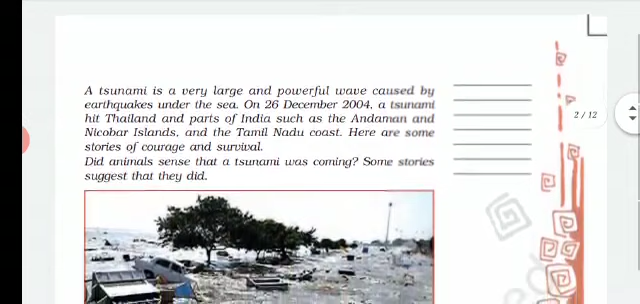 A tsunami is a very large and powerful wave caused by
earthquakes under the sea. On 26 December 2004, a tsunami
hit Thailand and parts of India such as the Andaman and
Nicobar Islands, and the Tamil Nadu coast. Here are some
stories of courage and survival.
Did animals sense that a tsunami was coming? Some stories
suggest that they did.
2 / 12